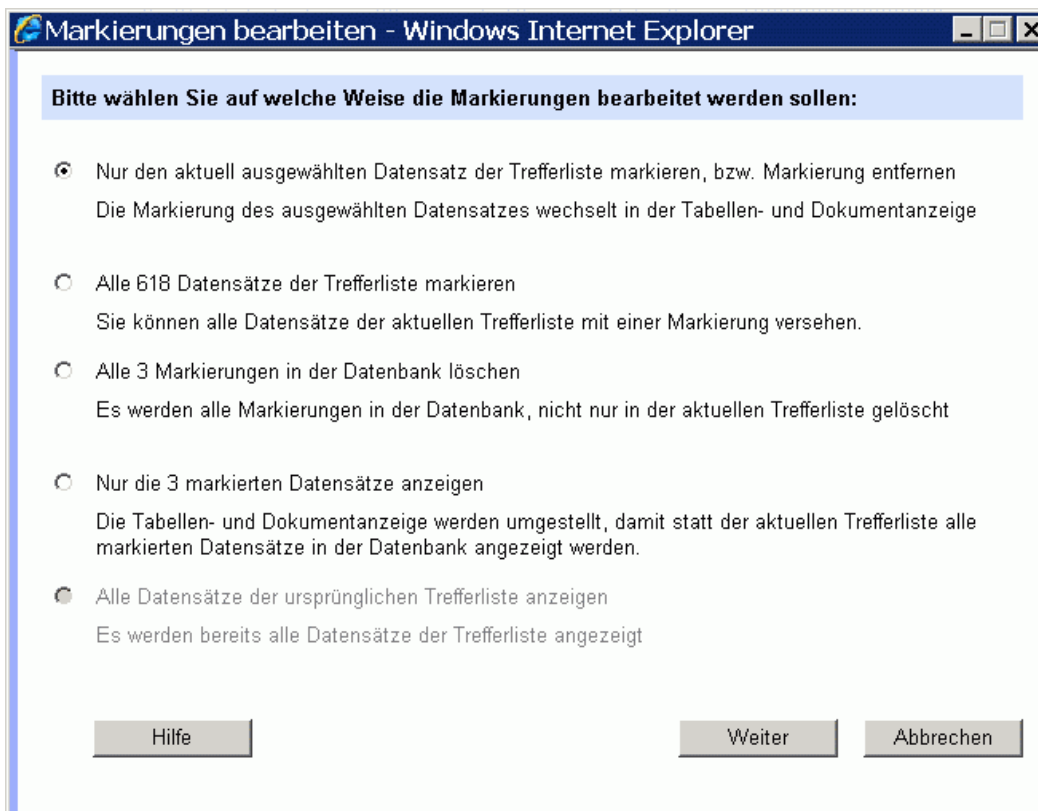 Markierungen bearbeiten - Windows Internet Explorer
Bitte wählen Sie auf welche Weise die Markierungen bearbeitet werden sollen:
Nur den aktuell ausgewählten Datensatz der Trefferliste markieren, bzw. Markierung entfernen
Die Markierung des ausgewählten Datensatzes wechselt in der Tabellen- und Dokumentanzeige
Alle 618 Datensätze der Trefferliste markieren
Sie können alle Datensätze der aktuellen Trefferliste mit einer Markierung versehen.
Alle 3 Markierungen in der Datenbank löschen
Es werden alle Markierungen in der Datenbank, nicht nur in der aktuellen Trefferliste gelöscht
Nur die 3 markierten Datensätze anzeigen
Die Tabellen- und Dokumentanzeige werden umgestellt, damit statt der aktuellen Trefferliste alle
markierten Datensätze in der Datenbank angezeigt werden.
Alle Datensätze der ursprünglichen Trefferliste anzeigen
Es werden bereits alle Datensätze der Trefferliste angezeigt
Hilfe
Weiter
Abbrechen